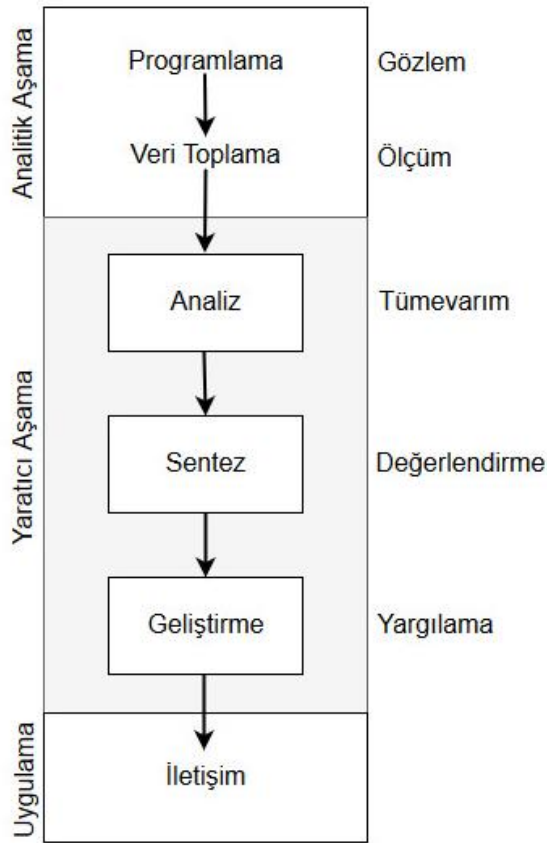 Analitik Aşama
Programlama
Gözlem
Veri Toplama
Ölçüm
Yaratıcı Aşama
Analiz
Tümevarım
Sentez
Değerlendirme
Geliştirme
Yargılama
Uygulama
İletişim